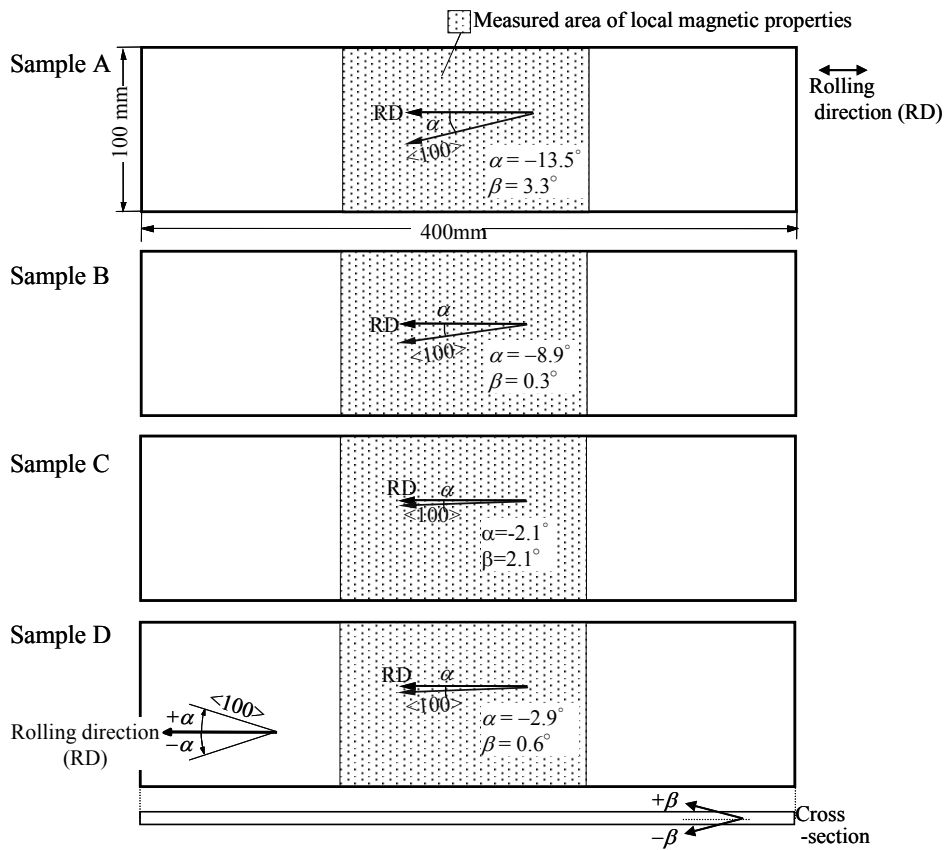 Measured area of local magnetic properties
Sample A
100 mm
RD
α
<100>
α = −13.5°
β = 3.3°
Rolling
direction (RD)
400mm
Sample B
α
RD
<100>
α = −8.9°
β = 0.3°
Sample C
RD
α
<100>
α=-2.1°
β=2.1°
Sample D
RD
α
<100>
α = −2.9°
β = 0.6°
<100>
+α
Rolling direction
−α
(RD)
+β
−β
Cross
-section